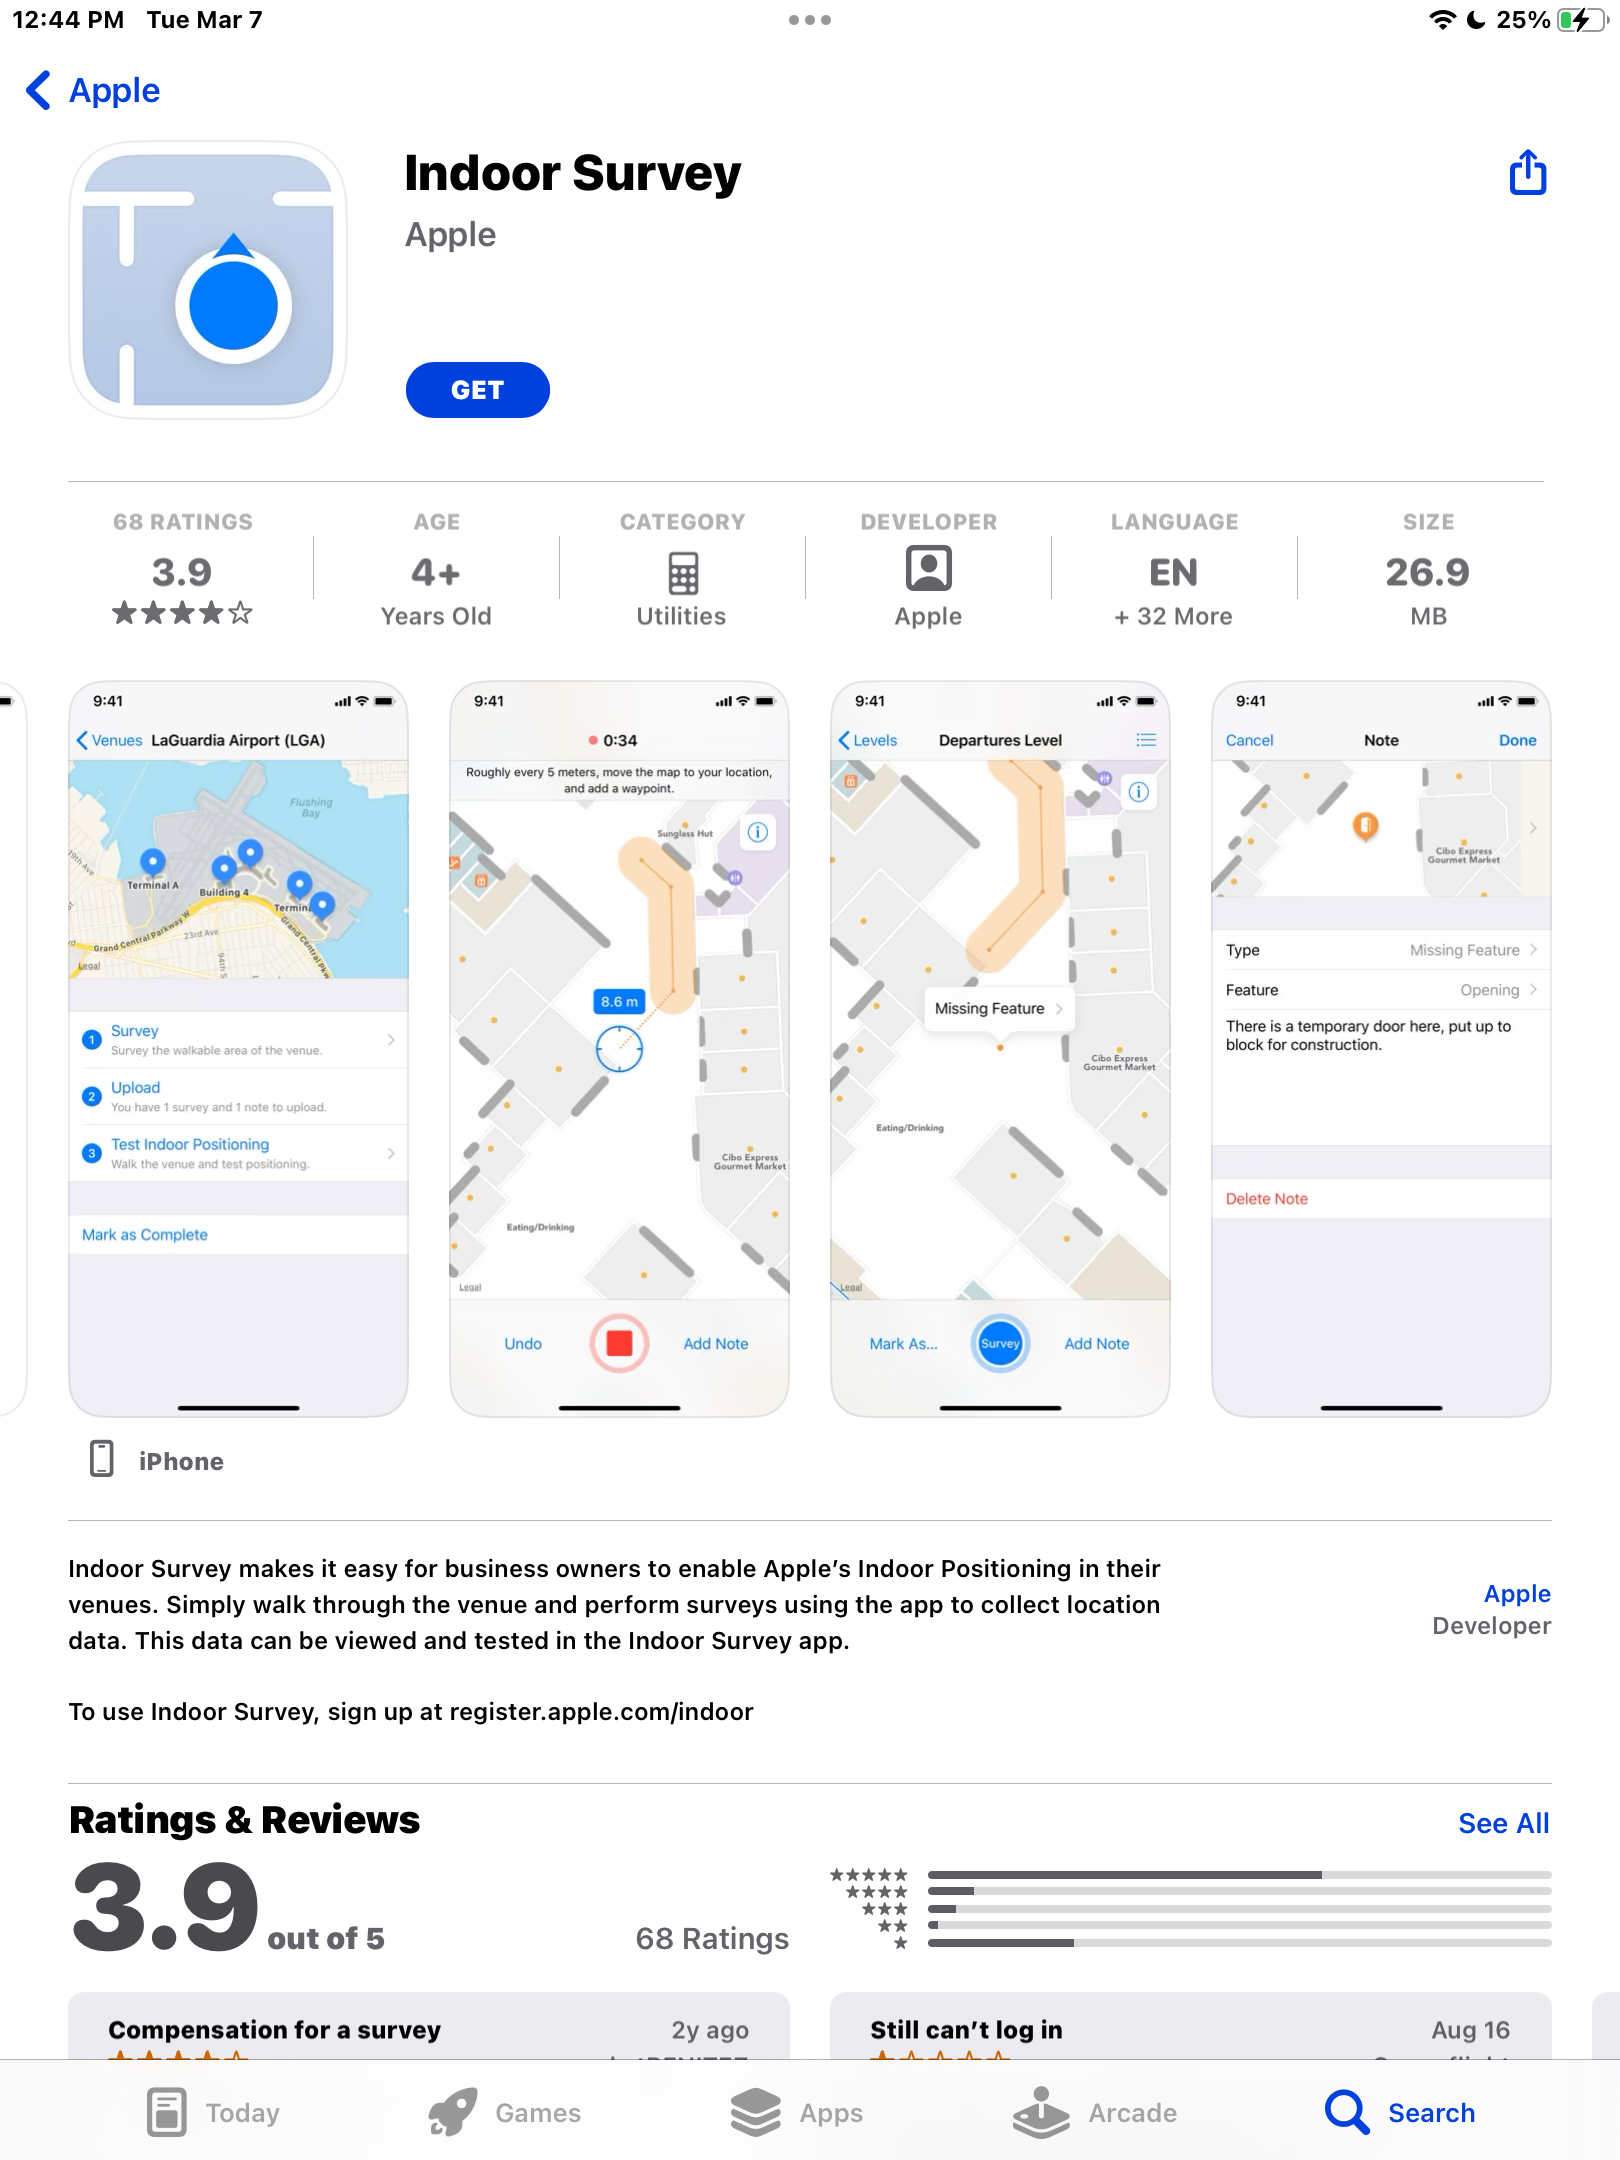 12:44 PM Tue Mar 7
25%
Apple
Indoor Survey
Apple
GET
68 RATINGS
3.9
AGE
4+
Years Old
CATEGORY
Utilities
DEVELOPER
Apple
LANGUAGE
EN
+ 32 More
SIZE
26.9
MB
9:41
Venues LaGuardia Airport (LGA)
Flushing
Bay
19th Ave
Terminal A
Building 4
Termin
Grand Central Parkway W
23rd Ave
94th S
Grand Central Pkw
Legal
1
Survey
Survey the walkable area of the venue.
2
Upload
You have 1 survey and 1 note to upload.
3
Test Indoor Positioning
Walk the venue and test positioning.
Mark as Complete
9:41
0:34
Roughly every 5 meters, move the map to your location,
and add a waypoint.
Sunglass Hut
8.6 m
Cibo Express
Gourmet Market
Eating/Drinking
Legal
Undo
Add Note
9:41
Levels Departures Level
Missing Feature
Cibo Express
Gourmet Market
Eating/Drinking
Legal
Mark As...
Survey
Add Note
9:41
Cancel Note Done
Cibo Express
Gourmet Market
Type Missing Feature
Feature Opening
There is a temporary door here, put up to
block for construction.
Delete Note
iPhone
Indoor Survey makes it easy for business owners to enable Apple’s Indoor Positioning in their
venues. Simply walk through the venue and perform surveys using the app to collect location
data. This data can be viewed and tested in the Indoor Survey app.
To use Indoor Survey, sign up at register.apple.com/indoor
Apple
Developer
Ratings & Reviews
See All
3.9 out of 5
68 Ratings
Compensation for a survey 2y ago
Still can’t log in Aug 16
Today
Games
Apps
Arcade
Search